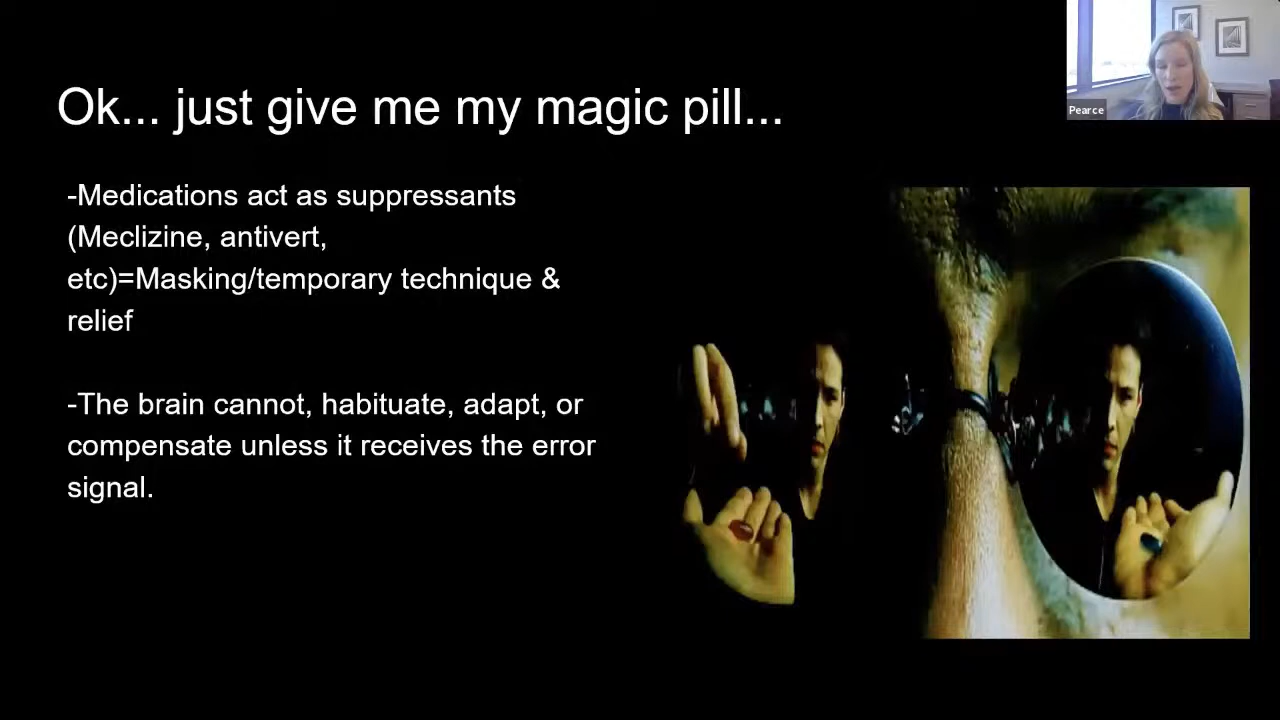 Ok... just give me my magic pill...
Pearce
-Medications act as suppressants
(Meclizine, antivert,
etc)=Masking/temporary technique &
relief
-The brain cannot, habituate, adapt, or
compensate unless it receives the error
signal.